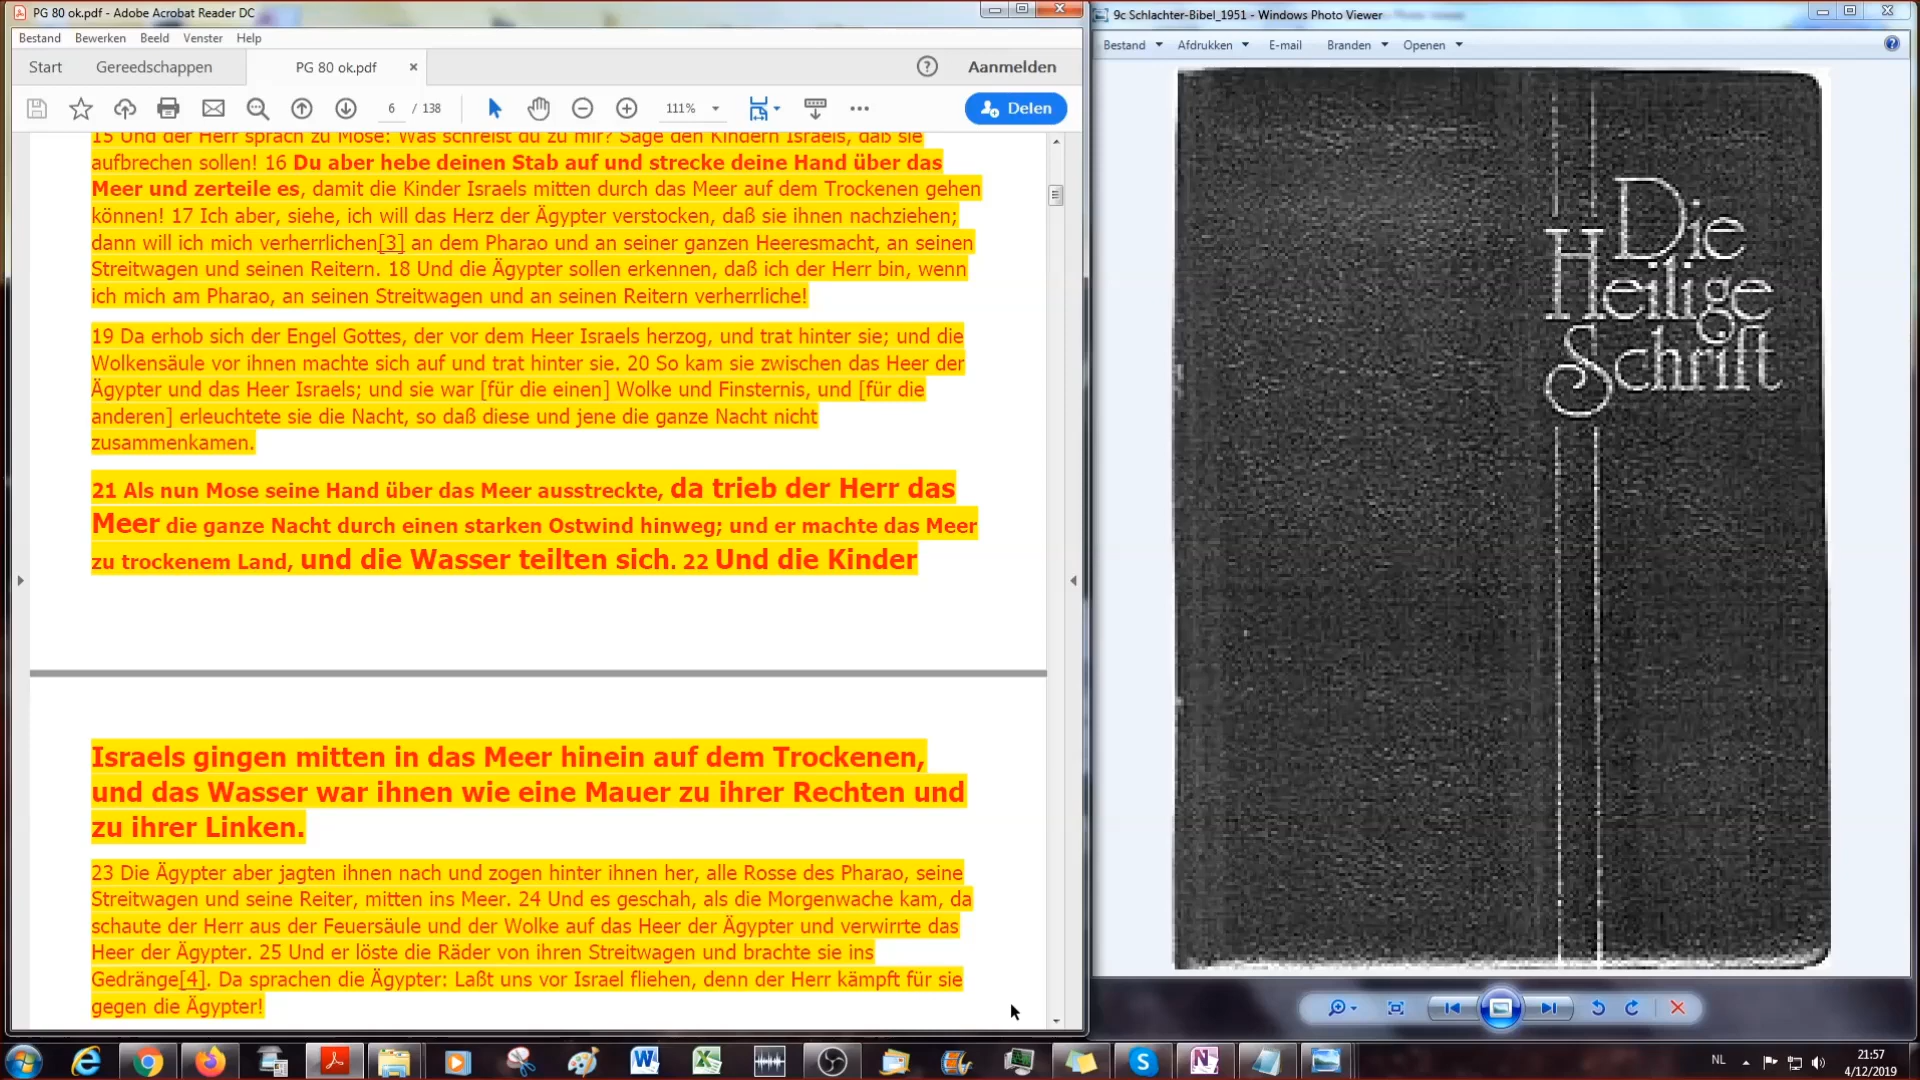 PG 80 ok.pdf - Adobe Acrobat Reader DC
Bestand Bewerken Beeld Venster Help
Start Gereedschappen PG 80 ok.pdf × Aanmelden
6 / 138 111% Delen
15 Und der Herr sprach zu Mose: Was schreist du zu mir? Sage den Kindern Israels, daß sie
aufbrechen sollen! 16 Du aber hebe deinen Stab auf und strecke deine Hand über das
Meer und zerteile es, damit die Kinder Israels mitten durch das Meer auf dem Trockenen gehen
können! 17 Ich aber, siehe, ich will das Herz der Ägypter verstocken, daß sie ihnen nachziehen;
dann will ich mich verherrlichen[3] an dem Pharao und an seiner ganzen Heeresmacht, an seinen
Streitwagen und seinen Reitern. 18 Und die Ägypter sollen erkennen, daß ich der Herr bin, wenn
ich mich am Pharao, an seinen Streitwagen und an seinen Reitern verherrliche!
19 Da erhob sich der Engel Gottes, der vor dem Heer Israels herzog, und trat hinter sie; und die
Wolkensäule vor ihnen machte sich auf und trat hinter sie. 20 So kam sie zwischen das Heer der
Ägypter und das Heer Israels; und sie war [für die einen] Wolke und Finsternis, und [für die
anderen] erleuchtete sie die Nacht, so daß diese und jene die ganze Nacht nicht
zusammenkamen.
21 Als nun Mose seine Hand über das Meer ausstreckte, da trieb der Herr das
Meer die ganze Nacht durch einen starken Ostwind hinweg; und er machte das Meer
zu trockenem Land, und die Wasser teilten sich. 22 Und die Kinder
Israels gingen mitten in das Meer hinein auf dem Trockenen,
und das Wasser war ihnen wie eine Mauer zu ihrer Rechten und
zu ihrer Linken.
23 Die Ägypter aber jagten ihnen nach und zogen hinter ihnen her, alle Rosse des Pharao, seine
Streitwagen und seine Reiter, mitten ins Meer. 24 Und es geschah, als die Morgenwache kam, da
schaute der Herr aus der Feuersäule und der Wolke auf das Heer der Ägypter und verwirrte das
Heer der Ägypter. 25 Und er löste die Räder von ihren Streitwagen und brachte sie ins
Gedränge[4]. Da sprachen die Ägypter: Laßt uns vor Israel fliehen, denn der Herr kämpft für sie
gegen die Ägypter!
9c Schlachter-Bibel_1951 - Windows Photo Viewer
Bestand Afdrukken E-mail Branden Openen
Die
Heilige
Schrift
NL
21:57
4/12/2019